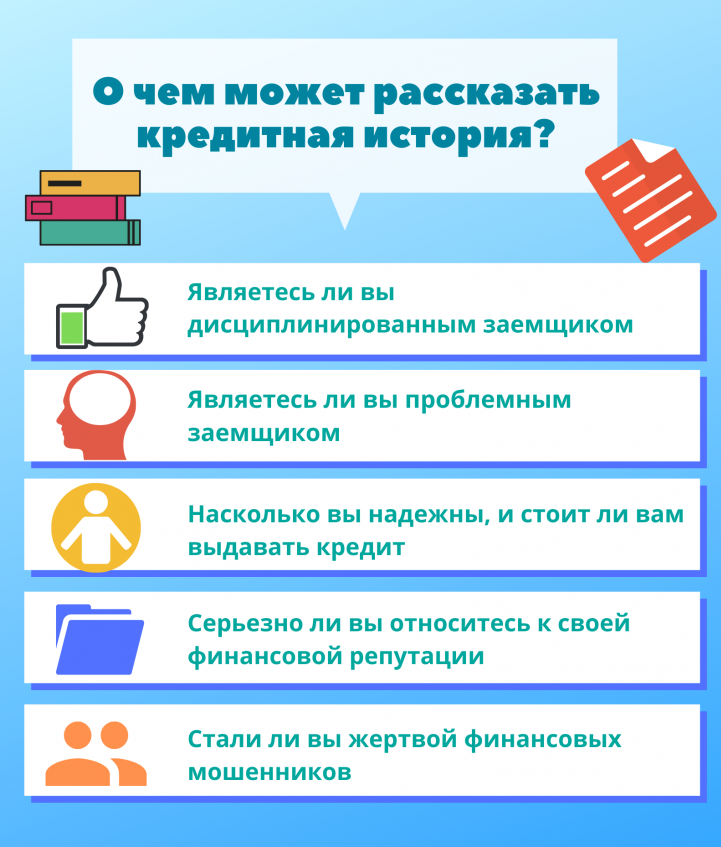 О чем может рассказать
кредитная история?
Являетесь ли вы
дисциплинированным заемщиком
Являетесь ли вы проблемным
заемщиком
Насколько вы надежны, и стоит ли вам
выдавать кредит
Серьезно ли вы относитесь к своей
финансовой репутации
Стали ли вы жертвой финансовых
мошенников